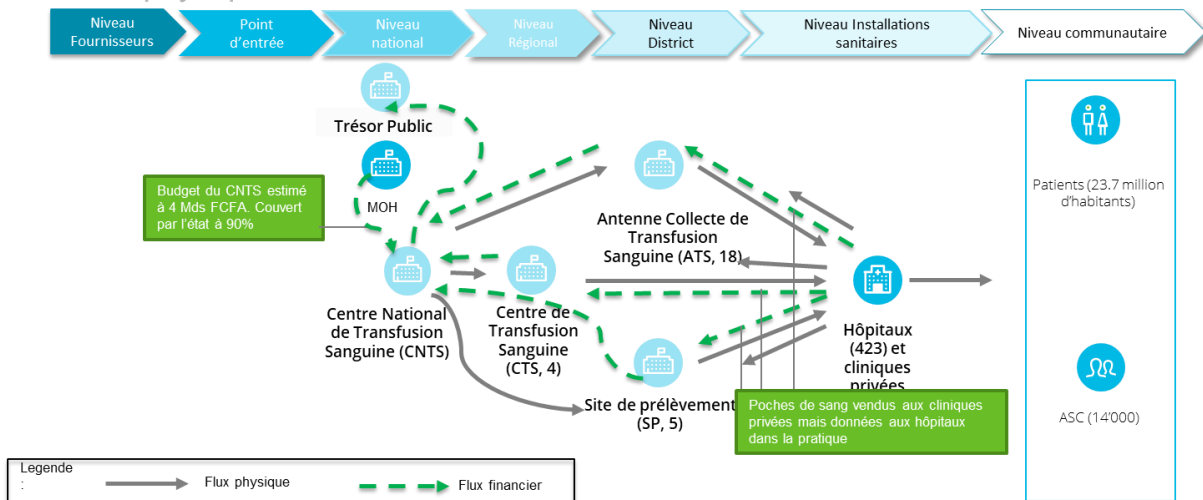 Niveau
Fournisseurs
Point
d'entrée
Niveau
national
Niveau
Régional
Niveau
District
Niveau Installations
sanitaires
Niveau communautaire
Trésor Public
MOH
Budget du CNTS estimé
à 4 Mds FCFA. Couvert
par l'état à 90%
Antenne Collecte de
Transfusion
Sanguine (ATS, 18)
Patients (23.7 million
d'habitants)
Centre National
de Transfusion
Sanguine (CNTS)
Centre de
Transfusion
Sanguine
(CTS, 4)
Hôpitaux
(423) et
cliniques
privées
Site de prélèvement
(SP, 5)
Poches de sang vendus aux cliniques
privées mais données aux hôpitaux
dans la pratique
ASC (14'000)
Legende
:
Flux physique
Flux financier